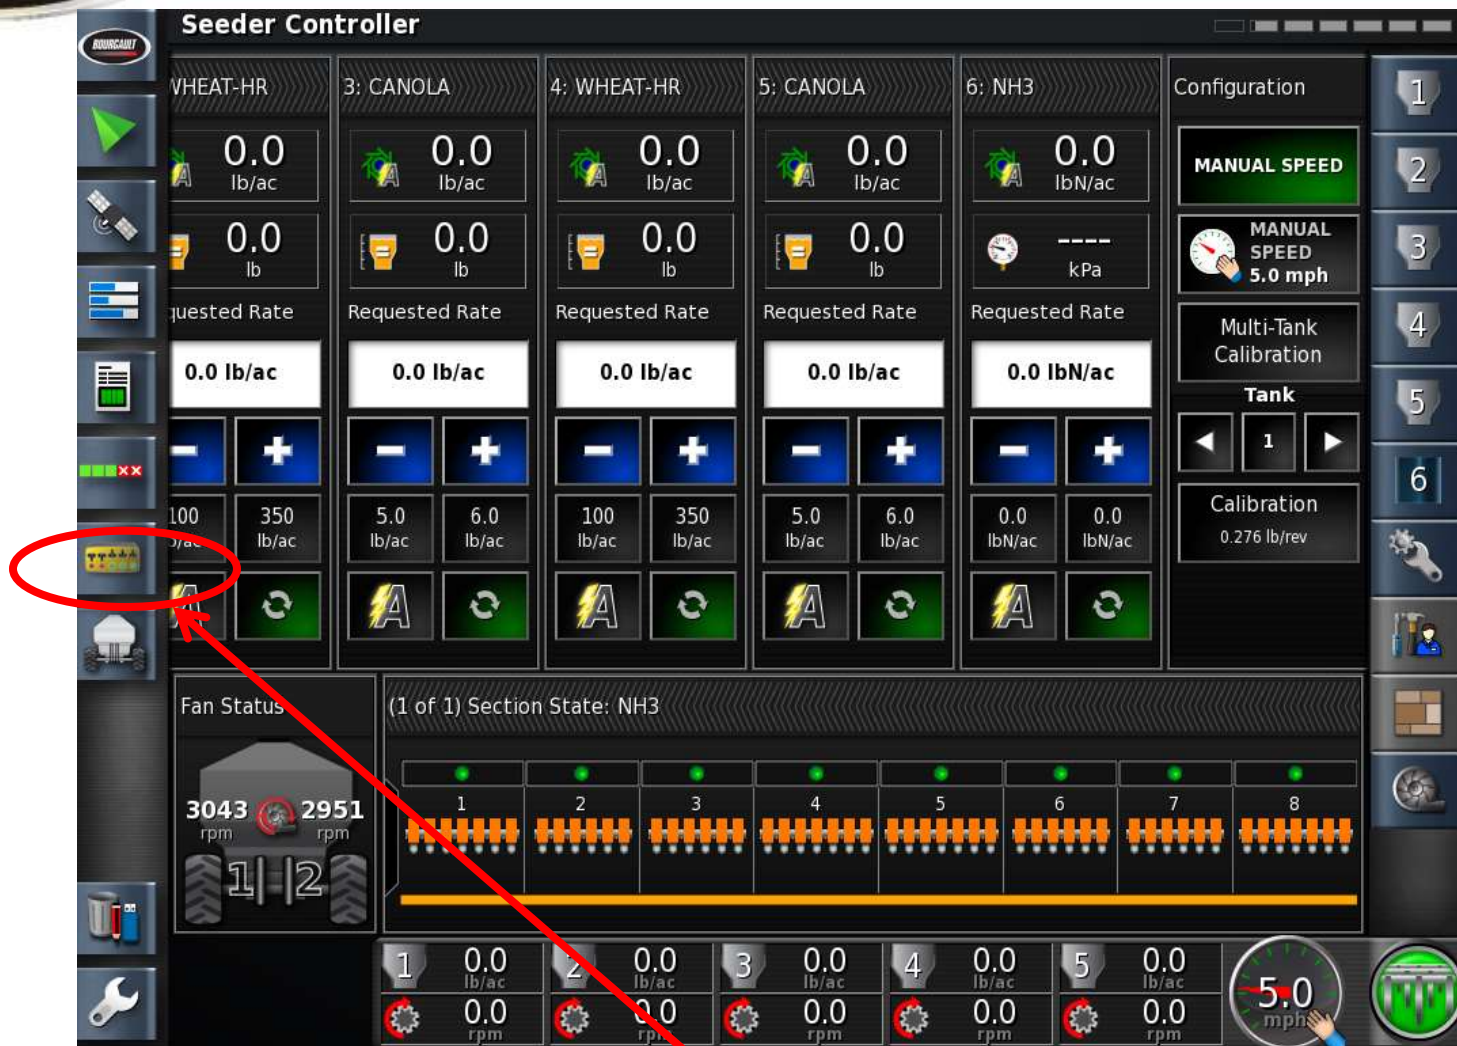 Seeder Controller
BOURGAULT
WHEAT-HR
3: CANOLA
4: WHEAT-HR
5: CANOLA
6: NH3
Configuration
1
0.0
lb/ac
0.0
lb/ac
0.0
lb/ac
0.0
lb/ac
0.0
lbN/ac
MANUAL SPEED
2
0.0
lb
0.0
lb
0.0
lb
0.0
lb
----
kPa
MANUAL
SPEED
5.0 mph
3
quested Rate
Requested Rate
Requested Rate
Requested Rate
Requested Rate
Multi-Tank
Calibration
4
0.0 lb/ac
0.0 lb/ac
0.0 lb/ac
0.0 lb/ac
0.0 lbN/ac
Tank
5
- +
- +
- +
- +
- +
1
6
100
350
lb/ac
5.0
lb/ac
6.0
lb/ac
100
lb/ac
350
lb/ac
5.0
lb/ac
6.0
lb/ac
0.0
lbN/ac
0.0
lbN/ac
Calibration
0.276 lb/rev
A
A
A
A
A
Fan Status
(1 of 1) Section State: NH3
3043
rpm
2951
rpm
1 2
1 2 3 4 5 6 7 8
1
0.0
lb/ac
0.0
rpm
2
0.0
lb/ac
0.0
rpm
3
0.0
lb/ac
0.0
rpm
4
0.0
lb/ac
0.0
rpm
5
0.0
lb/ac
0.0
rpm
5.0
mph